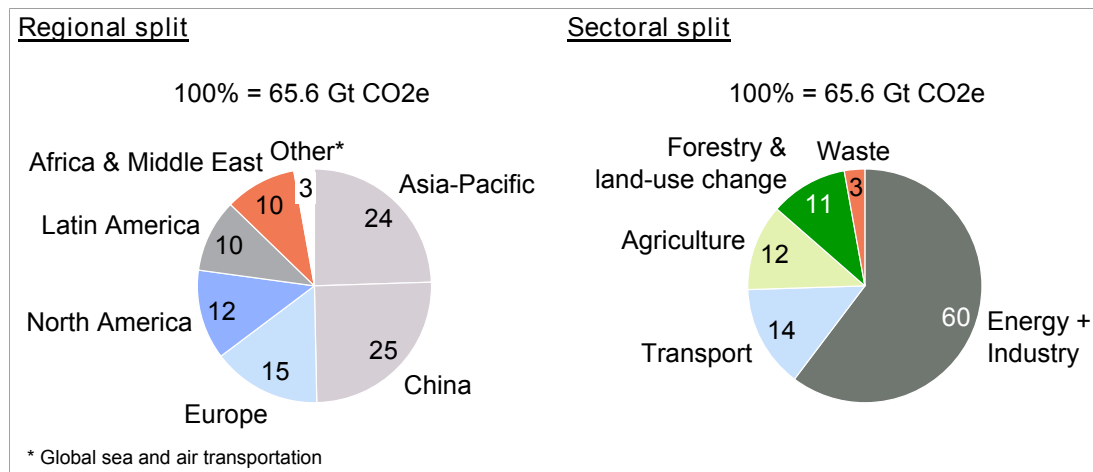 Regional split
100% = 65.6 Gt CO2e
Other*
3
Asia-Pacific
24
Africa & Middle East
10
Latin America
10
North America
12
Europe
15
China
25
* Global sea and air transportation
Sectoral split
100% = 65.6 Gt CO2e
Forestry &
land-use change
11
Waste
3
Agriculture
12
Transport
14
60
Energy +
Industry